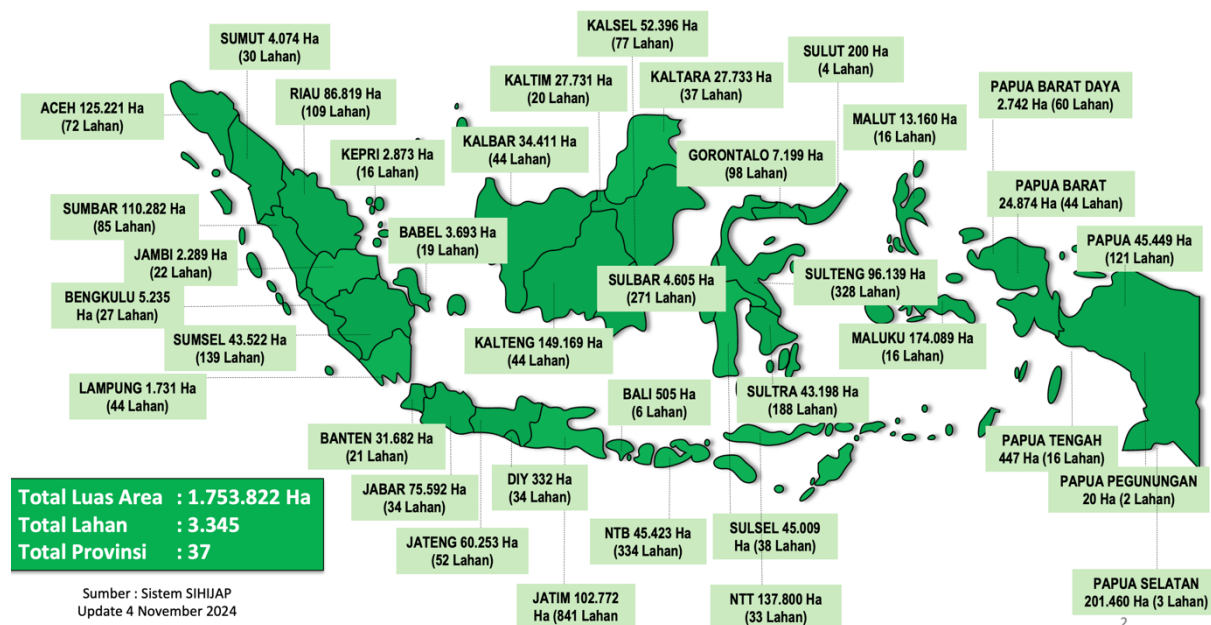 SUMUT 4.074 Ha
(30 Lahan)
KALSEL 52.396 Ha
(77 Lahan)
SULUT 200 Ha
(4 Lahan)
ACEH 125.221 Ha
(72 Lahan)
RIAU 86.819 Ha
(109 Lahan)
KALTIM 27.731 Ha
(20 Lahan)
KALTARA 27.733 Ha
(37 Lahan)
PAPUA BARAT DAYA
2.742 Ha (60 Lahan)
MALUT 13.160 Ha
(16 Lahan)
KEPRI 2.873 Ha
(16 Lahan)
KALBAR 34.411 Ha
(44 Lahan)
GORONTALO 7.199 Ha
(98 Lahan)
PAPUA BARAT
24.874 Ha (44 Lahan)
SUMBAR 110.282 Ha
(85 Lahan)
BABEL 3.693 Ha
(19 Lahan)
PAPUA 45.449 Ha
(121 Lahan)
JAMBI 2.289 Ha
(22 Lahan)
SULBAR 4.605 Ha
(271 Lahan)
SULTENG 96.139 Ha
(328 Lahan)
BENGKULU 5.235
Ha (27 Lahan)
SUMSEL 43.522 Ha
(139 Lahan)
KALTENG 149.169 Ha
(44 Lahan)
MALUKU 174.089 Ha
(16 Lahan)
LAMPUNG 1.731 Ha
(44 Lahan)
BALI 505 Ha
(6 Lahan)
SULTRA 43.198 Ha
(188 Lahan)
BANTEN 31.682 Ha
(21 Lahan)
PAPUA TENGAH
447 Ha (16 Lahan)
JABAR 75.592 Ha
(34 Lahan)
DIY 332 Ha
(34 Lahan)
PAPUA PEGUNUNGAN
20 Ha (2 Lahan)
Total Luas Area : 1.753.822 Ha
Total Lahan : 3.345
Total Provinsi : 37
JATENG 60.253 Ha
(52 Lahan)
NTB 45.423 Ha
(334 Lahan)
SULSEL 45.009
Ha (38 Lahan)
JATIM 102.772
Ha (841 Lahan
NTT 137.800 Ha
(33 Lahan)
PAPUA SELATAN
201.460 Ha (3 Lahan)
Sumber : Sistem SIHIJAP
Update 4 November 2024
2